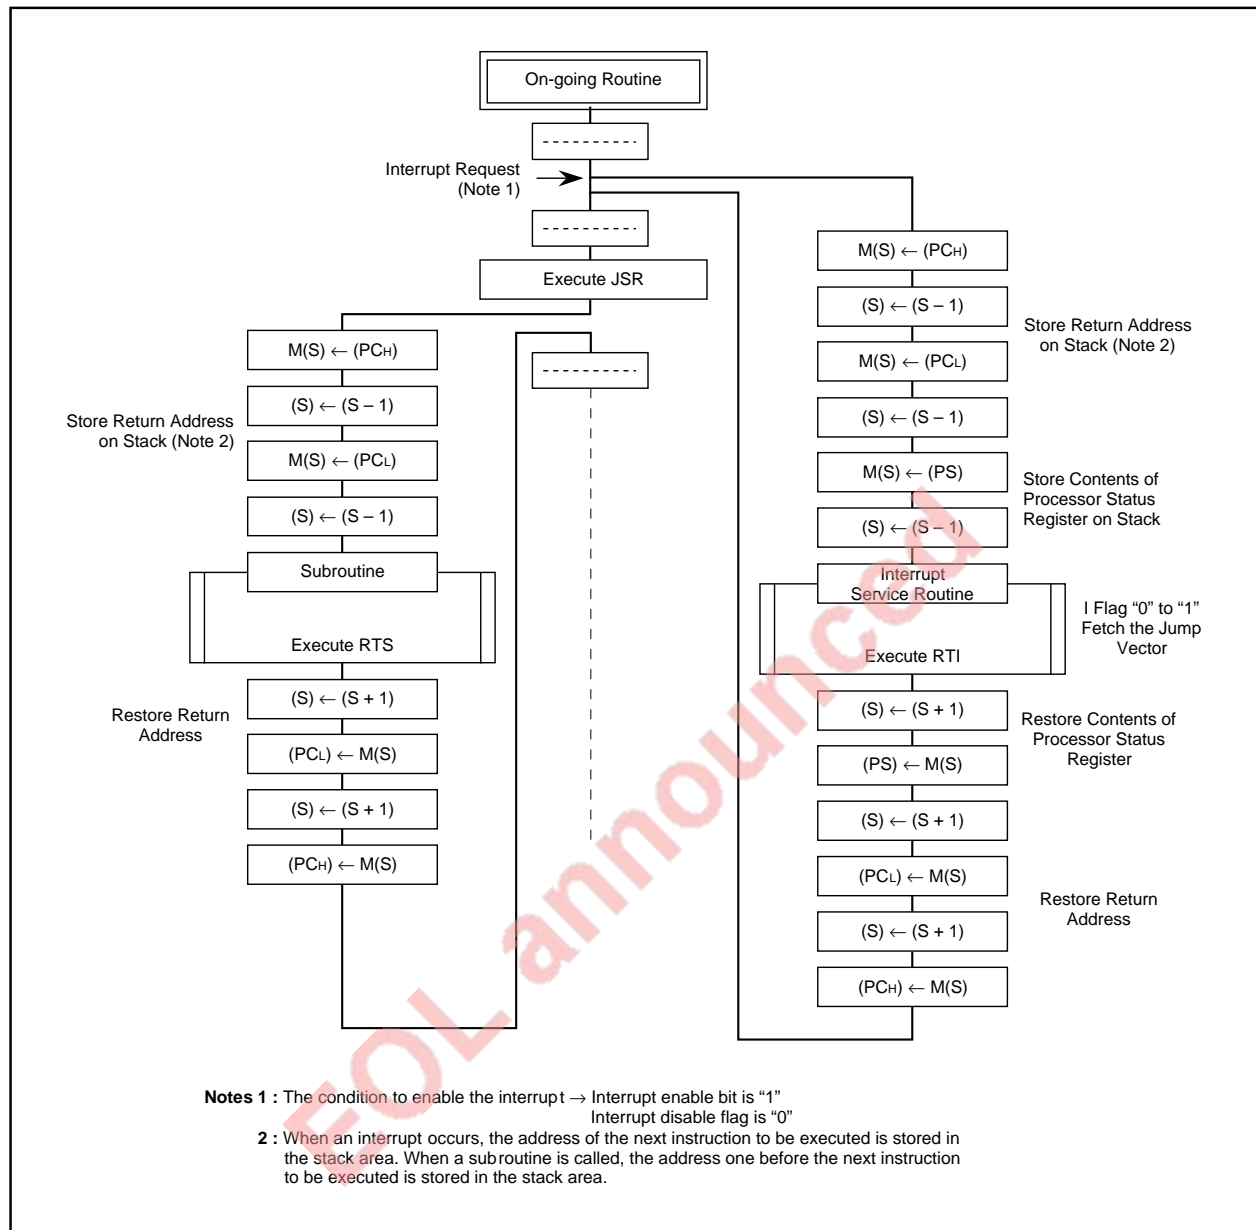 On-going Routine
Interrupt Request
(Note 1)
Execute JSR
M(S) ← (PCH)
(S) ← (S – 1)
M(S) ← (PCL)
(S) ← (S – 1)
Store Return Address
on Stack (Note 2)
Subroutine
Execute RTS
(S) ← (S + 1)
(PCL) ← M(S)
(S) ← (S + 1)
(PCH) ← M(S)
Restore Return
Address
M(S) ← (PCH)
(S) ← (S – 1)
M(S) ← (PCL)
(S) ← (S – 1)
Store Return Address
on Stack (Note 2)
M(S) ← (PS)
(S) ← (S – 1)
Store Contents of
Processor Status
Register on Stack
Interrupt
Service Routine
Execute RTI
I Flag “0” to “1”
Fetch the Jump
Vector
(S) ← (S + 1)
(PS) ← M(S)
Restore Contents of
Processor Status
Register
(S) ← (S + 1)
(PCL) ← M(S)
(S) ← (S + 1)
(PCH) ← M(S)
Restore Return
Address
EOL announced
Notes 1 : The condition to enable the interrupt → Interrupt enable bit is “1”
Interrupt disable flag is “0”
2 : When an interrupt occurs, the address of the next instruction to be executed is stored in
the stack area. When a subroutine is called, the address one before the next instruction
to be executed is stored in the stack area.